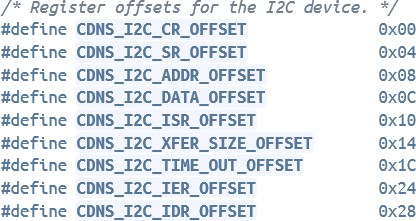 /* Register offsets for the I2C device. */
#define CDNS_I2C_CR_OFFSET 0x00
#define CDNS_I2C_SR_OFFSET 0x04
#define CDNS_I2C_ADDR_OFFSET 0x08
#define CDNS_I2C_DATA_OFFSET 0x0C
#define CDNS_I2C_ISR_OFFSET 0x10
#define CDNS_I2C_XFER_SIZE_OFFSET 0x14
#define CDNS_I2C_TIME_OUT_OFFSET 0x1C
#define CDNS_I2C_IER_OFFSET 0x24
#define CDNS_I2C_IDR_OFFSET 0x28